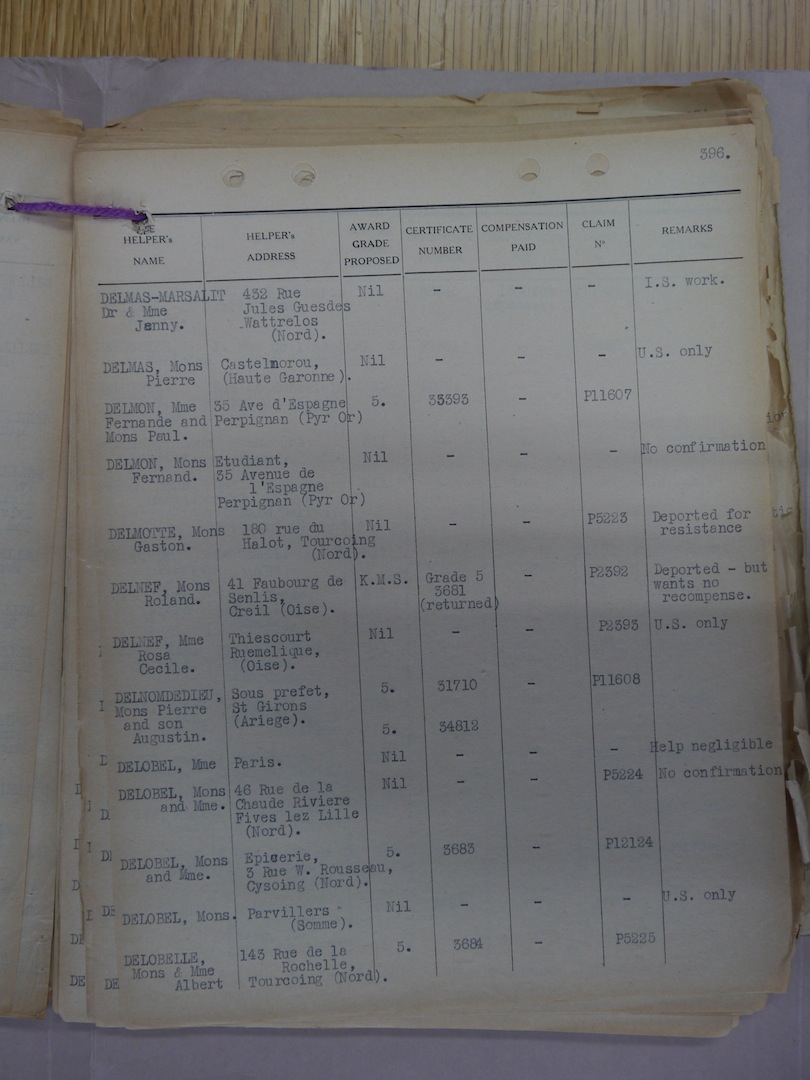 396.
HELPER's NAME | HELPER's ADDRESS | AWARD GRADE PROPOSED | CERTIFICATE NUMBER | COMPENSATION PAID | CLAIM Nº | REMARKS
DELMAS-MARSALIT 432 Rue Nil - - - I.S. work.
Dr & Mme Jules Guesdes
Jenny. Wattrelos
(Nord).
DELMAS, Mons Castelmorou, Nil - - - U.S. only
Pierre (Haute Garonne).
DELMON, Mme 35 Ave d'Espagne 5. 33393 - P11607
Fernande and Perpignan (Pyr Or)
Mons Paul.
DELMON, Mons Etudiant, Nil - - - No confirmation
Fernand. 35 Avenue de
l'Espagne
Perpignan (Pyr Or)
DELMOTTE, Mons 180 rue du Nil - - P5223 Deported for
Gaston. Halot, Tourcoing resistance
(Nord).
DELNEF, Mons 41 Faubourg de K.M.S. Grade 5 - P2392 Deported - but
Roland. Senlis, 3681 wants no
Creil (Oise). (returned) recompense.
DELNEF, Mme Thiescourt Nil - - P2393 U.S. only
Rosa Ruemelique,
Cecile. (Oise).
DELNOMDEDIEU, Sous prefet, 5. 31710 - P11608
Mons Pierre St Girons
and son (Ariege). 5. 34812
Augustin.
DELOBEL, Mme Paris. Nil - - - Help negligible
DELOBEL, Mons 46 Rue de la Nil - - P5224 No confirmation
and Mme. Chaude Riviere
Fives lez Lille
(Nord).
DELOBEL, Mons Epicerie, 5. 3683 - P12124
and Mme. 3 Rue W. Rousseau,
Cysoing (Nord).
DELOBEL, Mons. Parvillers Nil - - - U.S. only
(Somme).
DELOBELLE, 143 Rue de la 5. 3684 - P5225
Mons & Mme Rochelle,
Albert Tourcoing (Nord).